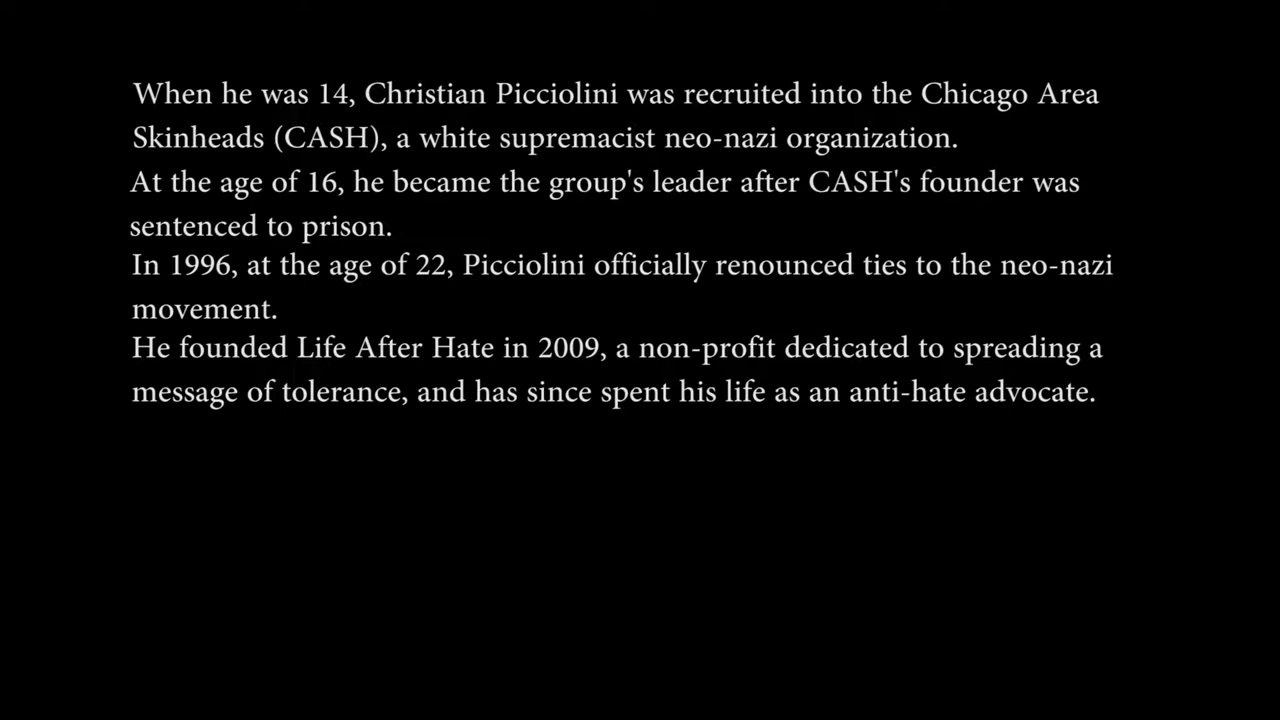 When he was 14, Christian Picciolini was recruited into the Chicago Area
Skinheads (CASH), a white supremacist neo-nazi organization.
At the age of 16, he became the group's leader after CASH's founder was
sentenced to prison.
In 1996, at the age of 22, Picciolini officially renounced ties to the neo-nazi
movement.
He founded Life After Hate in 2009, a non-profit dedicated to spreading a
message of tolerance, and has since spent his life as an anti-hate advocate.